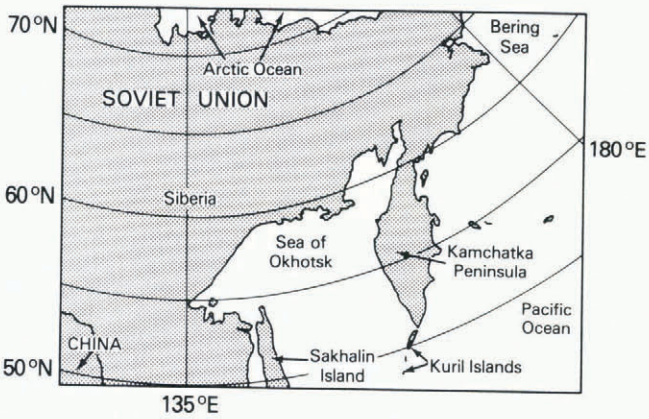 70°N
Bering
Sea
Arctic Ocean
SOVIET UNION
180°E
60°N
Siberia
Sea of
Okhotsk
Kamchatka
Peninsula
Pacific
Ocean
CHINA
50°N
Sakhalin
Island
Kuril Islands
135°E